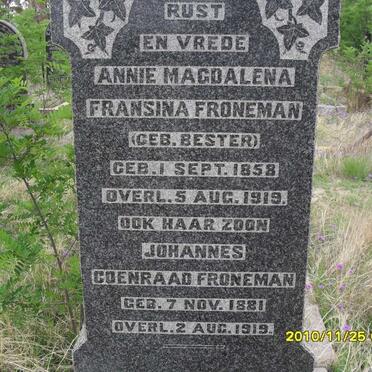 RUST
EN VREDE
ANNIE MAGDALENA
FRANSINA FRONEMAN
(GEB. BESTER)
GEB. 1 SEPT. 1858
OVERL. 5 AUG. 1919.
OOK HAAR ZOON
JOHANNES
COENRAAD FRONEMAN
GEB. 7 NOV. 1881
OVERL. 2 AUG. 1919.
2010/11/25